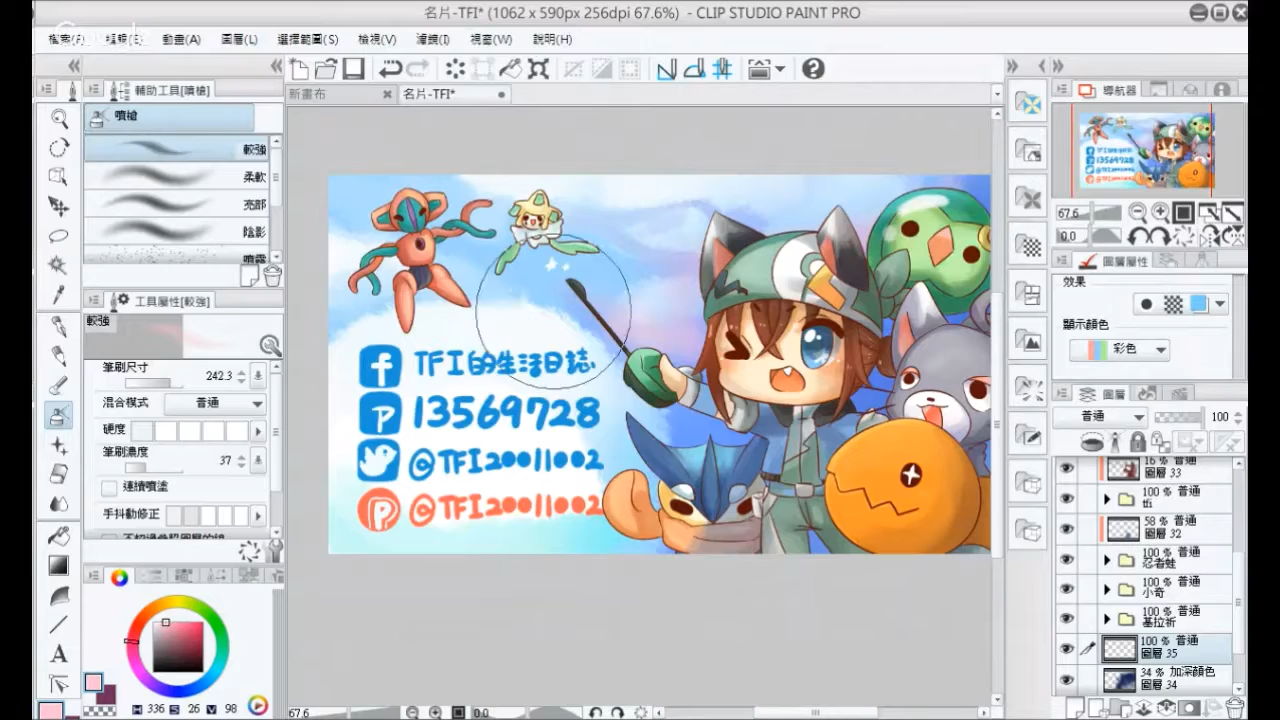 名片-TFI* (1062 x 590px 256dpi 67.6%) - CLIP STUDIO PAINT PRO
動畫(A) 圖層(L) 選擇範圍(S) 檢視(V) 濾鏡(I) 視窗(W) 說明(H)
輔助工具[噴槍]
新畫布
名片-TFI*
導航器
噴槍
較強
柔軟
亮部
陰影
噴霧
67.6
0.0
工具屬性[較強]
圖層屬性
較強
效果
筆刷尺寸
242.3
顯示顏色
彩色
混合模式
普通
硬度
筆刷濃度
37
連續噴塗
手抖動修正
TFI的生活日誌
13569728
@TFI20011002
@TFI20011002
圖層
普通
100
16 % 普通
圖層 33
100 % 普通
tfi
58 % 普通
圖層 32
100 % 普通
忍者蛙
100 % 普通
小奇
100 % 普通
基拉祈
100 % 普通
圖層 35
34 % 加深顏色
圖層 34
H 336 S 26 V 98
67.6
0.0